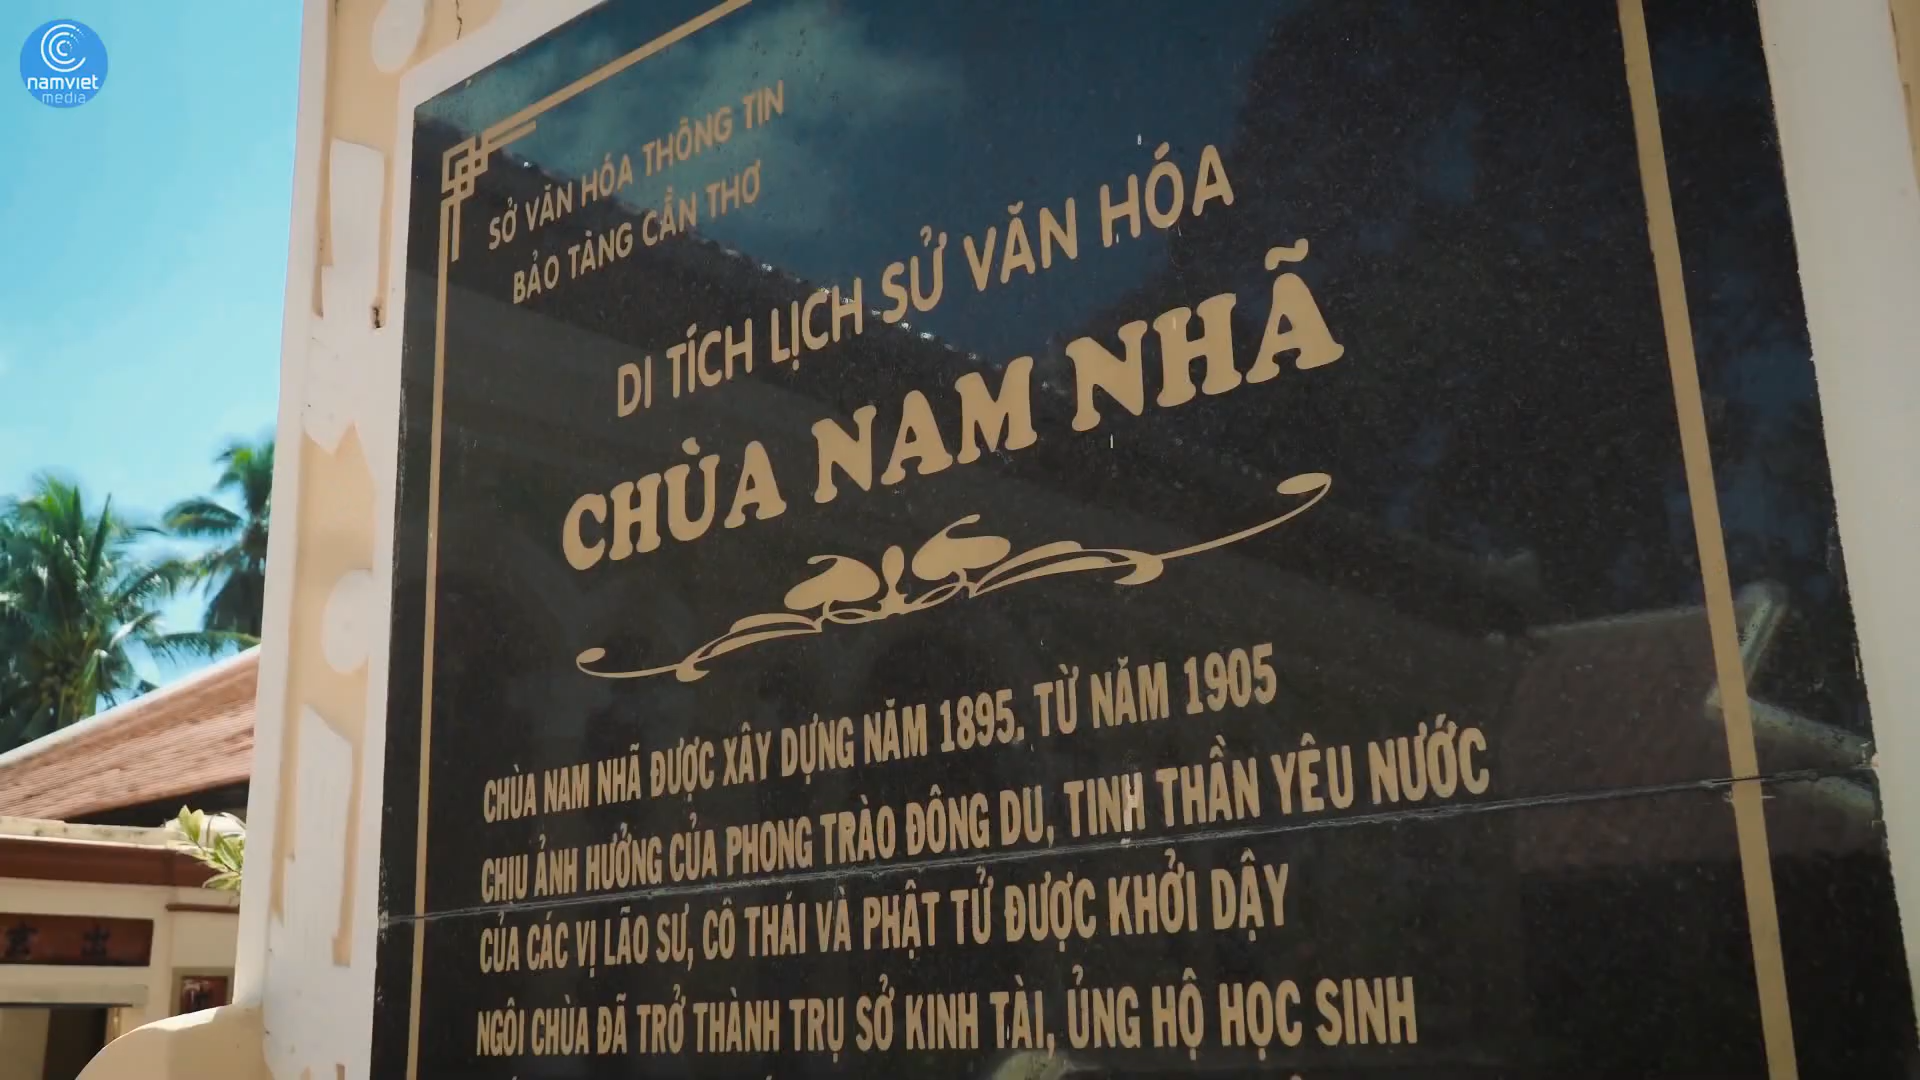 namviet
media
SỞ VĂN HÓA THÔNG TIN
BẢO TÀNG CẦN THƠ
DI TÍCH LỊCH SỬ VĂN HÓA
CHÙA NAM NHÃ
CHÙA NAM NHÃ ĐƯỢC XÂY DỰNG NĂM 1895. TỪ NĂM 1905
CHỊU ẢNH HƯỞNG CỦA PHONG TRÀO ĐÔNG DU, TINH THẦN YÊU NƯỚC
CỦA CÁC VỊ LÃO SƯ, CÔ THÁI VÀ PHẬT TỬ ĐƯỢC KHỞI DẬY
NGÔI CHÙA ĐÃ TRỞ THÀNH TRỤ SỞ KINH TÀI, ỦNG HỘ HỌC SINH